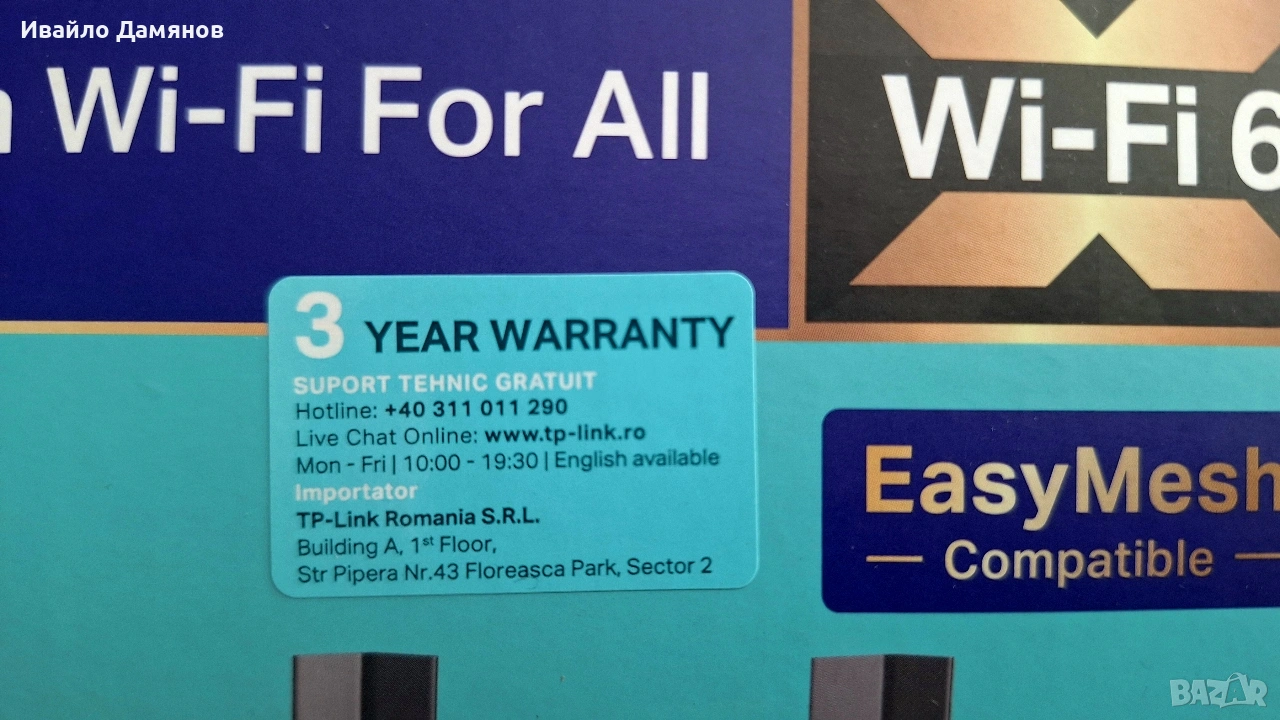 Ивайло Дамянов
Wi-Fi For All
Wi-Fi 6
3 YEAR WARRANTY
SUPORT TEHNIC GRATUIT
Hotline: +40 311 011 290
Live Chat Online: www.tp-link.ro
Mon - Fri | 10:00 - 19:30 | English available
Importator
TP-Link Romania S.R.L.
Building A, 1st Floor,
Str Pipera Nr.43 Floreasca Park, Sector 2
EasyMesh
Compatible
BAZAR